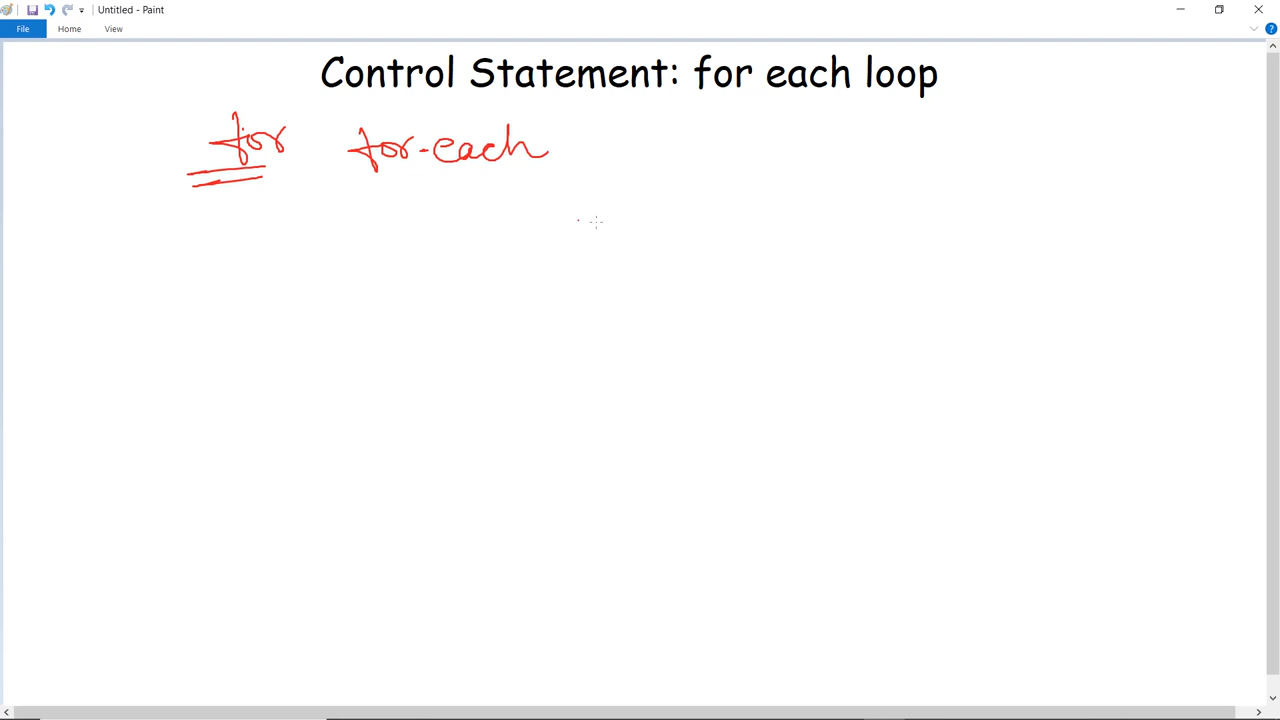 Untitled - Paint
File Home View
Control Statement: for each loop
for for-each